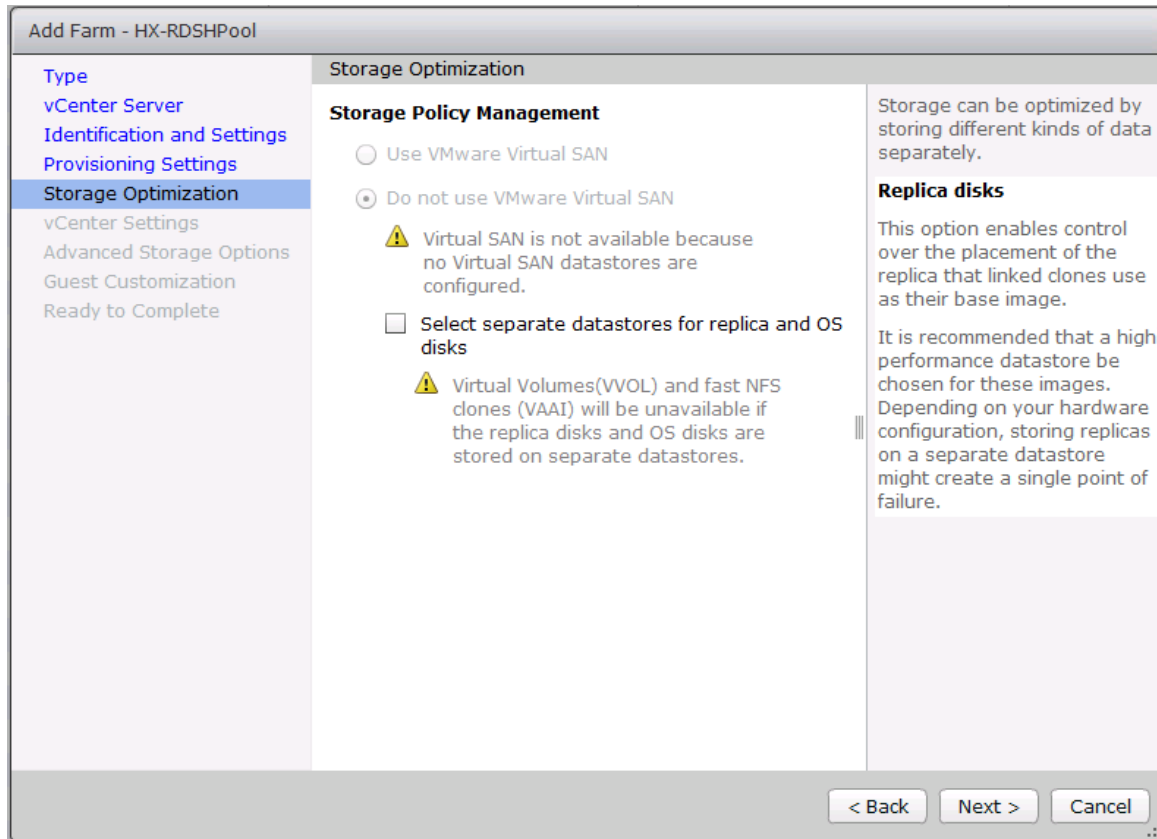 Add Farm - HX-RDSHPool
Type
vCenter Server
Identification and Settings
Provisioning Settings
Storage Optimization
vCenter Settings
Advanced Storage Options
Guest Customization
Ready to Complete
Storage Optimization
Storage Policy Management
Use VMware Virtual SAN
Do not use VMware Virtual SAN
Virtual SAN is not available because
no Virtual SAN datastores are
configured.
Select separate datastores for replica and OS
disks
Virtual Volumes(VVOL) and fast NFS
clones (VAAI) will be unavailable if
the replica disks and OS disks are
stored on separate datastores.
Storage can be optimized by
storing different kinds of data
separately.
Replica disks
This option enables control
over the placement of the
replica that linked clones use
as their base image.
It is recommended that a high
performance datastore be
chosen for these images.
Depending on your hardware
configuration, storing replicas
on a separate datastore
might create a single point of
failure.
< Back
Next >
Cancel